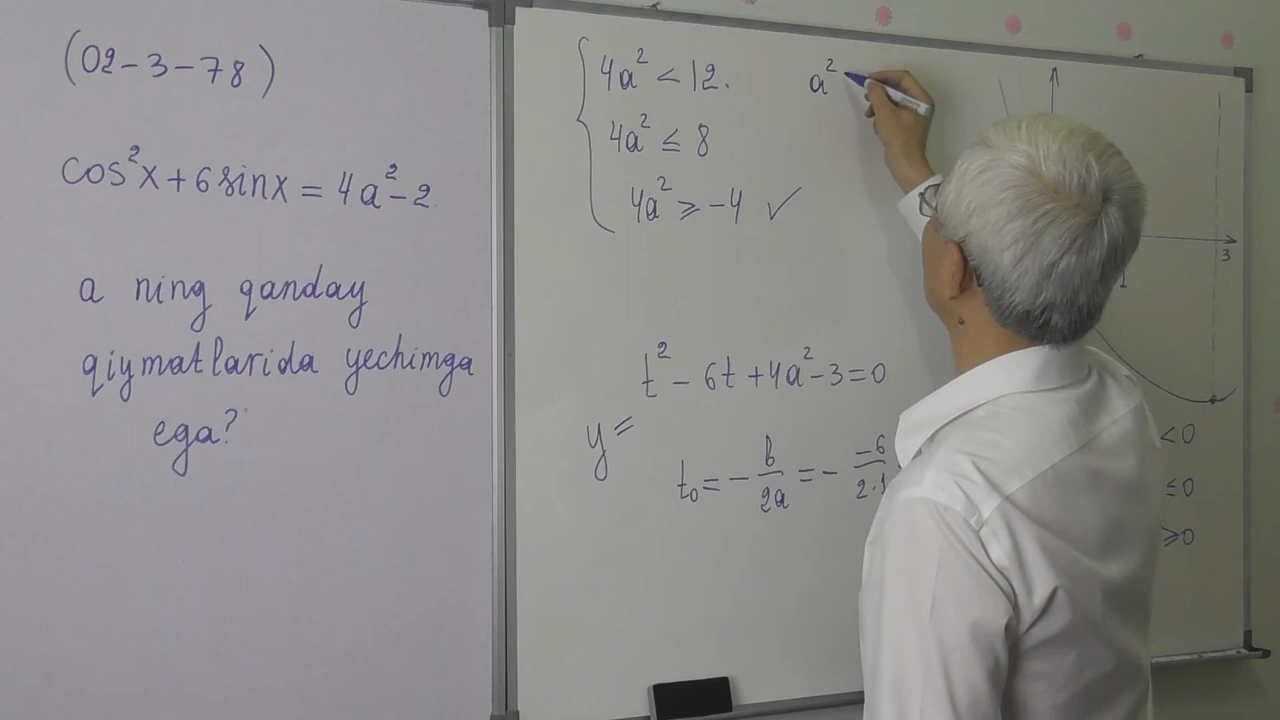 (02-3-78)
cos²x+6sinx=4a²-2
a ning qanday
qiymatlarida yechimga
ega?
4a²<12.
4a²≤8
4a²≥-4 ✓
a²
t²-6t+4a²-3=0
y=
t₀=-b/2a=--6/2·1
1
3
<0
≤0
≥0